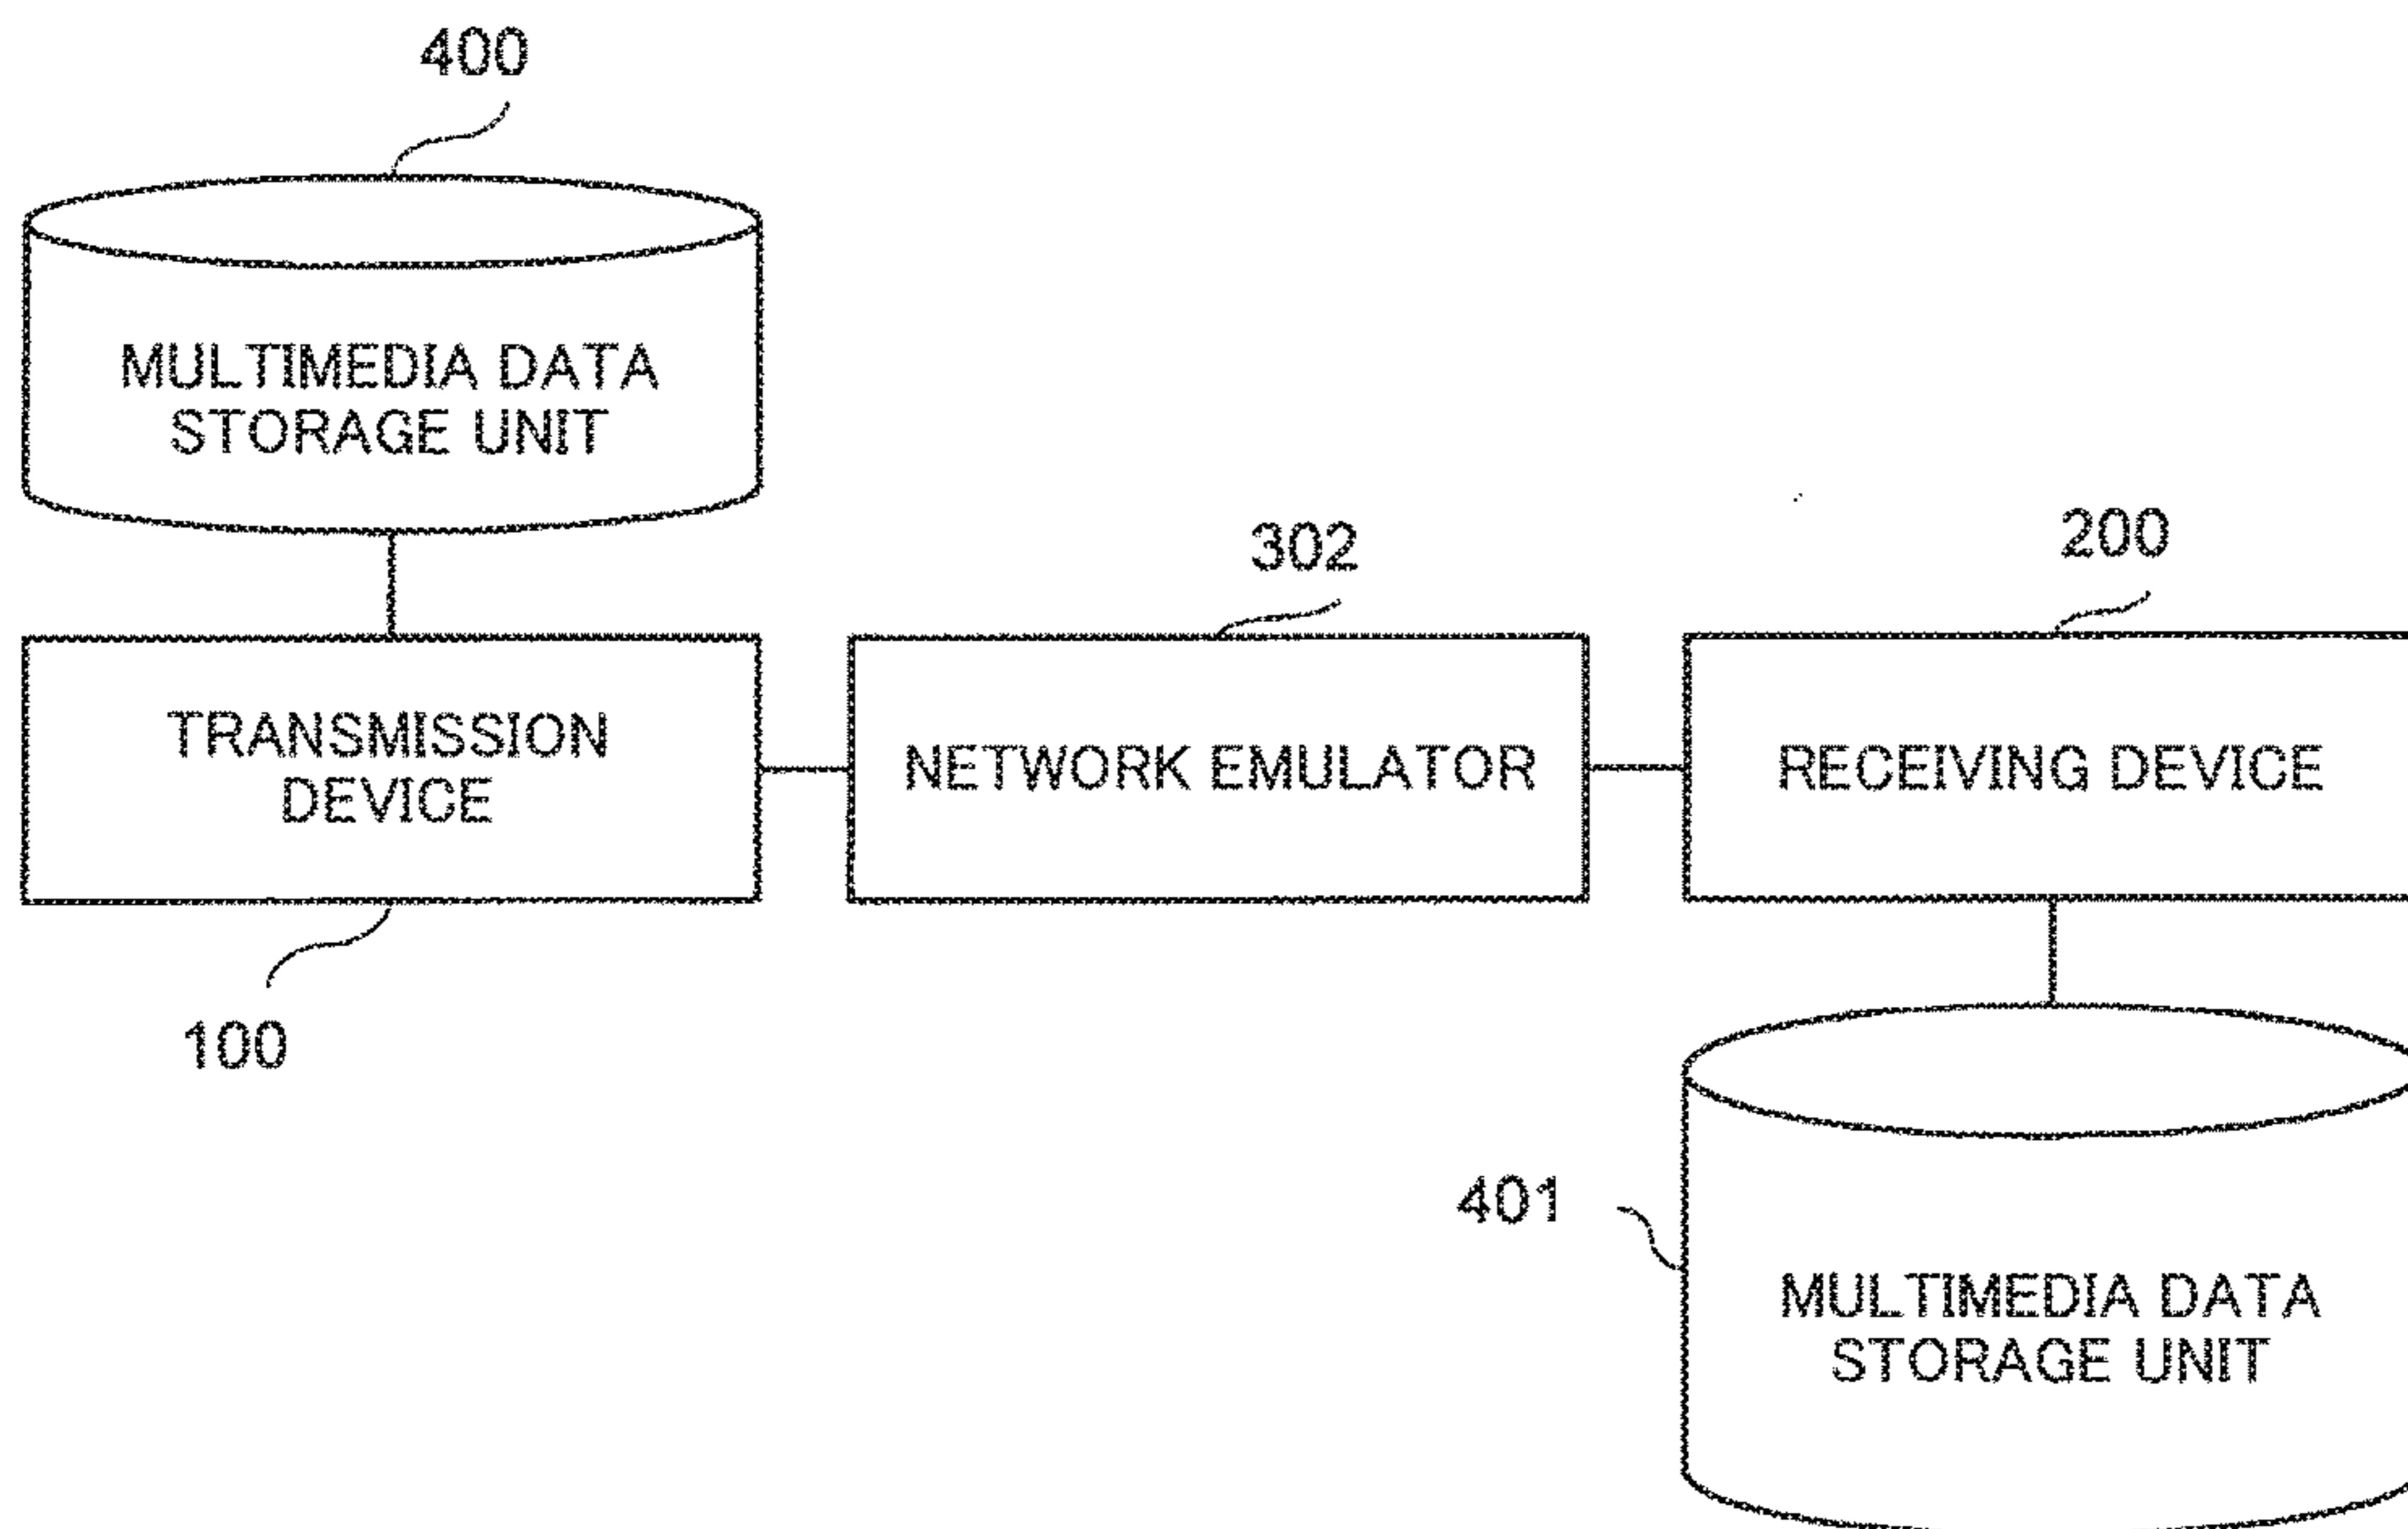 400
MULTIMEDIA DATA
STORAGE UNIT
302
200
TRANSMISSION
DEVICE
NETWORK EMULATOR
RECEIVING DEVICE
100
401
MULTIMEDIA DATA
STORAGE UNIT